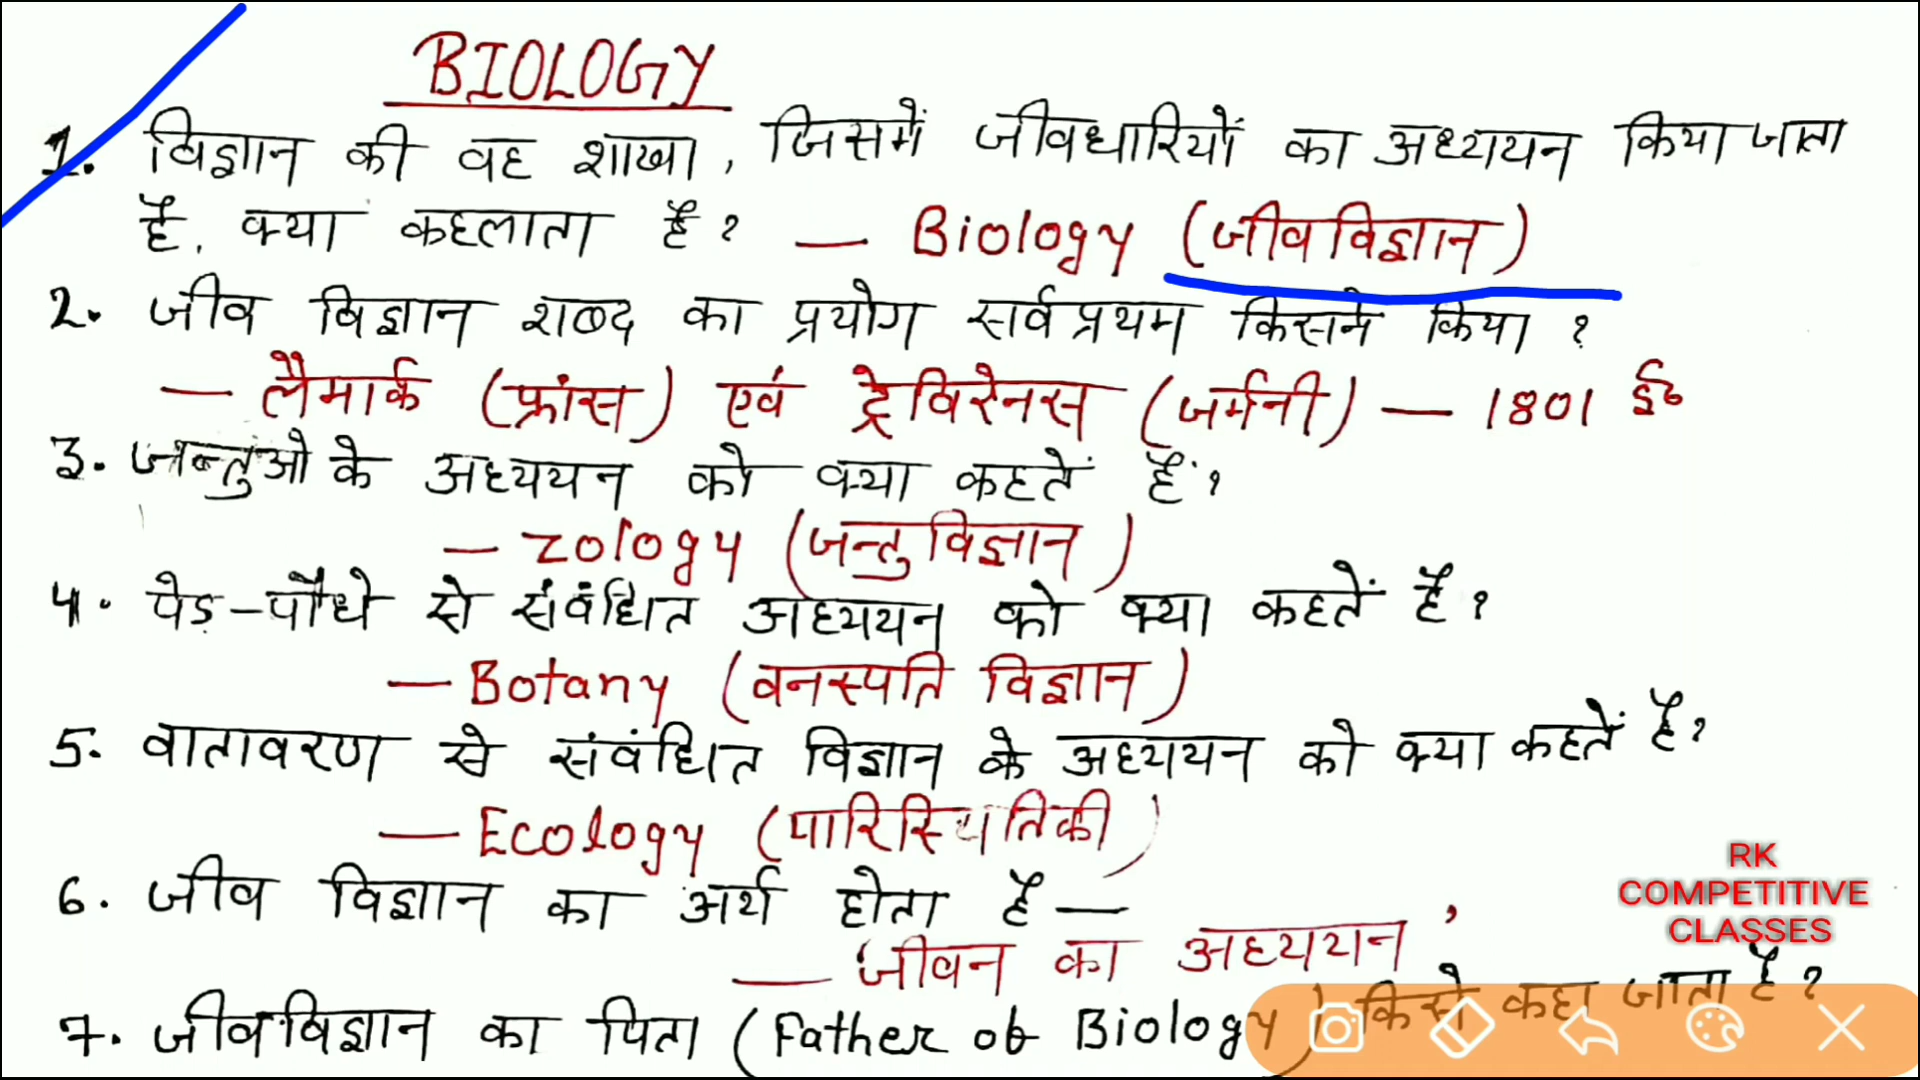 BIOLOGY
1. विज्ञान की वह शाखा, जिसमें जीवधारियों का अध्ययन किया जाता
है, क्या कहलाता है? — Biology (जीवविज्ञान)
2. जीव विज्ञान शब्द का प्रयोग सर्वप्रथम किसने किया?
— लैमार्क (फ्रांस) एवं ट्रेविरेनस (जर्मनी) — 1801 ई०
3. जन्तुओ के अध्ययन को क्या कहतें हैं?
— zology (जन्तुविज्ञान)
4. पेड़-पौधे से संवंधित अध्ययन को क्या कहतें हैं?
— Botany (वनस्पति विज्ञान)
5. वातावरण से संवंधित विज्ञान के अध्ययन को क्या कहतें है?
— Ecology (पारिस्थितिकी)
6. जीव विज्ञान का अर्थ होता है —
— जीवन का अध्ययन
RK
COMPETITIVE
CLASSES
7. जीवविज्ञान का पिता (Father of Biology) किसे कहा जाता है?